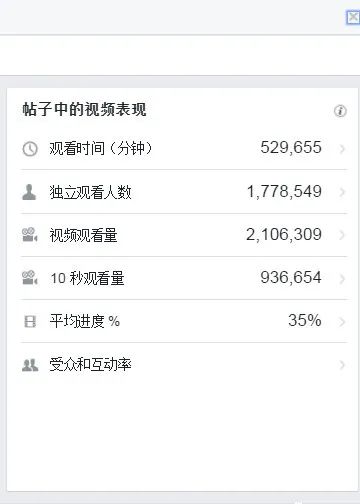 帖子中的视频表现
观看时间（分钟） 529,655
独立观看人数 1,778,549
视频观看量 2,106,309
10 秒观看量 936,654
平均进度 % 35%
受众和互动率